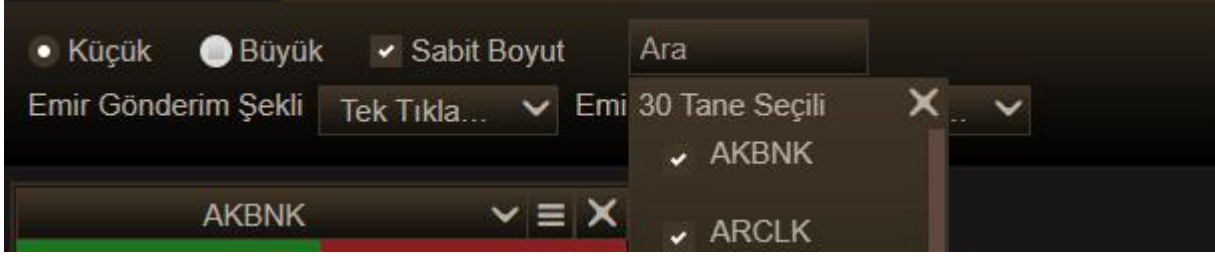 Küçük Büyük Sabit Boyut Ara
Emir Gönderim Şekli Tek Tıkla... Emi 30 Tane Seçili ..
AKBNK
AKBNK
ARCLK